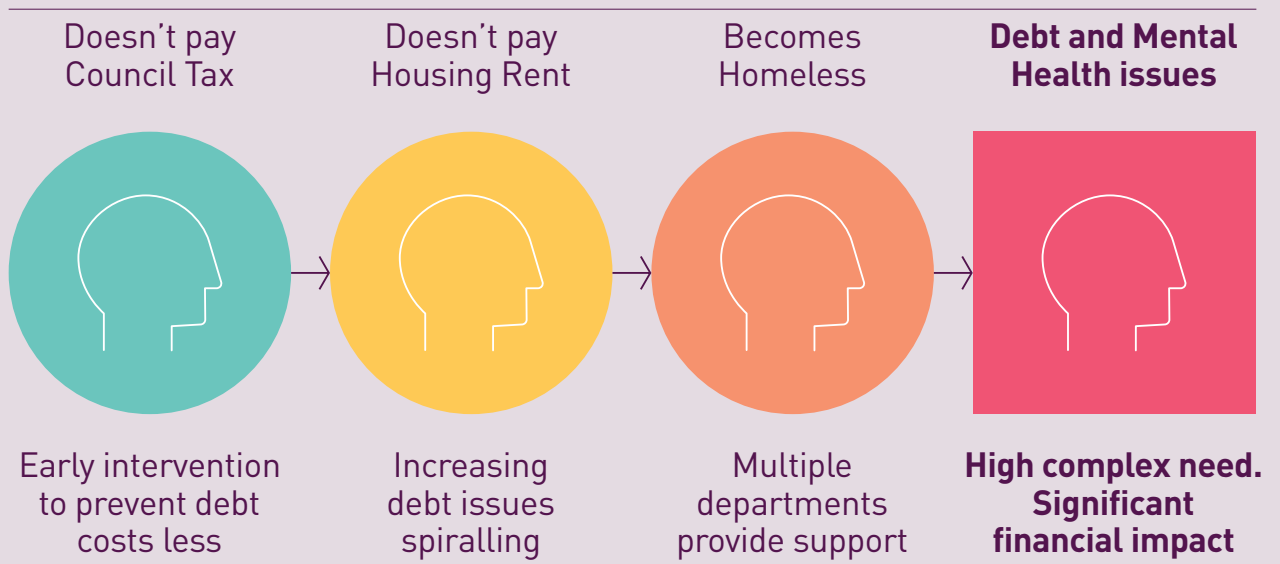 Doesn't pay
Council Tax
Doesn't pay
Housing Rent
Becomes
Homeless
Debt and Mental
Health issues
Early intervention
to prevent debt
costs less
Increasing
debt issues
spiralling
Multiple
departments
provide support
High complex need.
Significant
financial impact